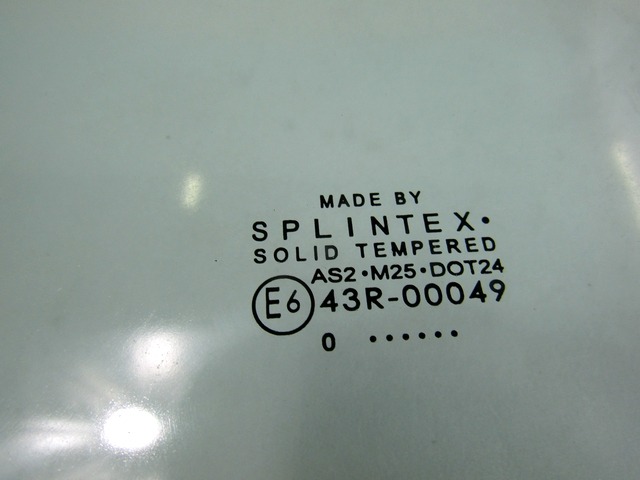 MADE BY
SPLINTEX.
SOLID TEMPERED
AS2·M25·DOT24
E6 43R-00049
0 ······